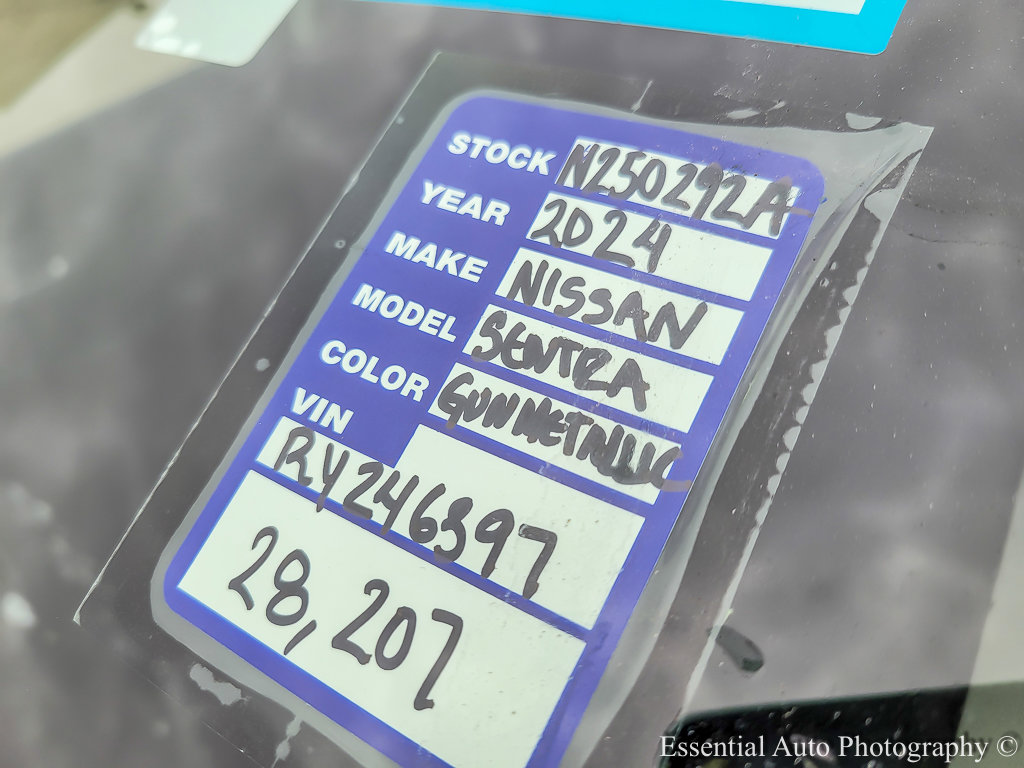 STOCK N250292A
YEAR 2024
MAKE NISSAN
MODEL SENTRA
COLOR GUNMETALLIC
VIN
RY246397
28,207
Essential Auto Photography ©